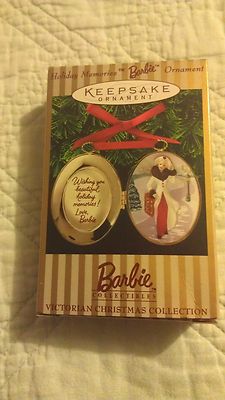 Holiday Memories™ Barbie™ Ornament
KEEPSAKE
ORNAMENT
Wishing you
beautiful
holiday
memories!
Love,
Barbie
Barbie
COLLECTIBLES
VICTORIAN CHRISTMAS COLLECTION